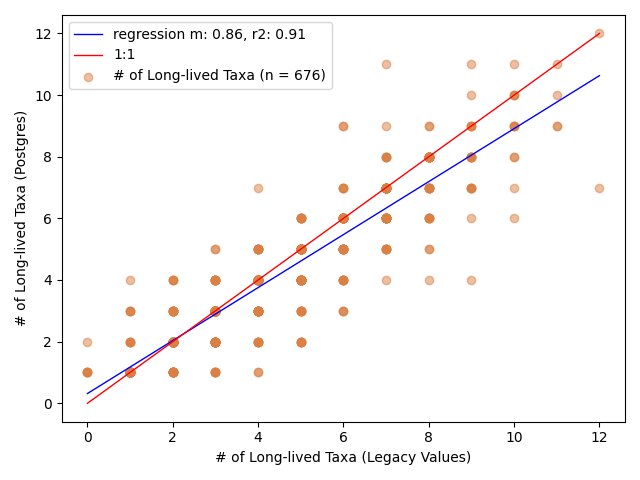 regression m: 0.86, r2: 0.91
1:1
# of Long-lived Taxa (n = 676)
12
10
8
6
4
2
0
# of Long-lived Taxa (Postgres)
0 2 4 6 8 10 12
# of Long-lived Taxa (Legacy Values)